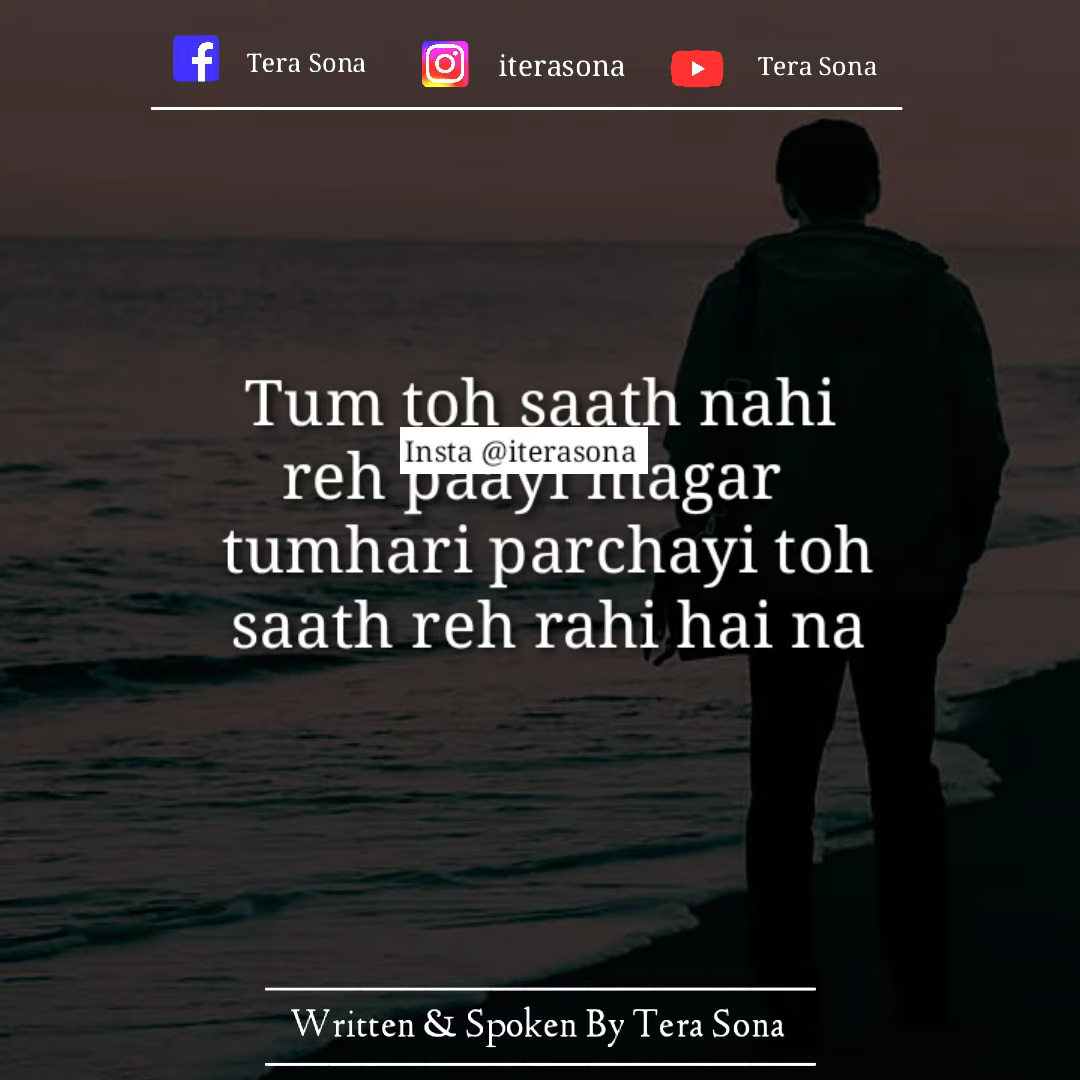 Tera Sona iterasona Tera Sona
Tum toh saath nahi
Insta @iterasona
reh paayi magar
tumhari parchayi toh
saath reh rahi hai na
Written & Spoken By Tera Sona